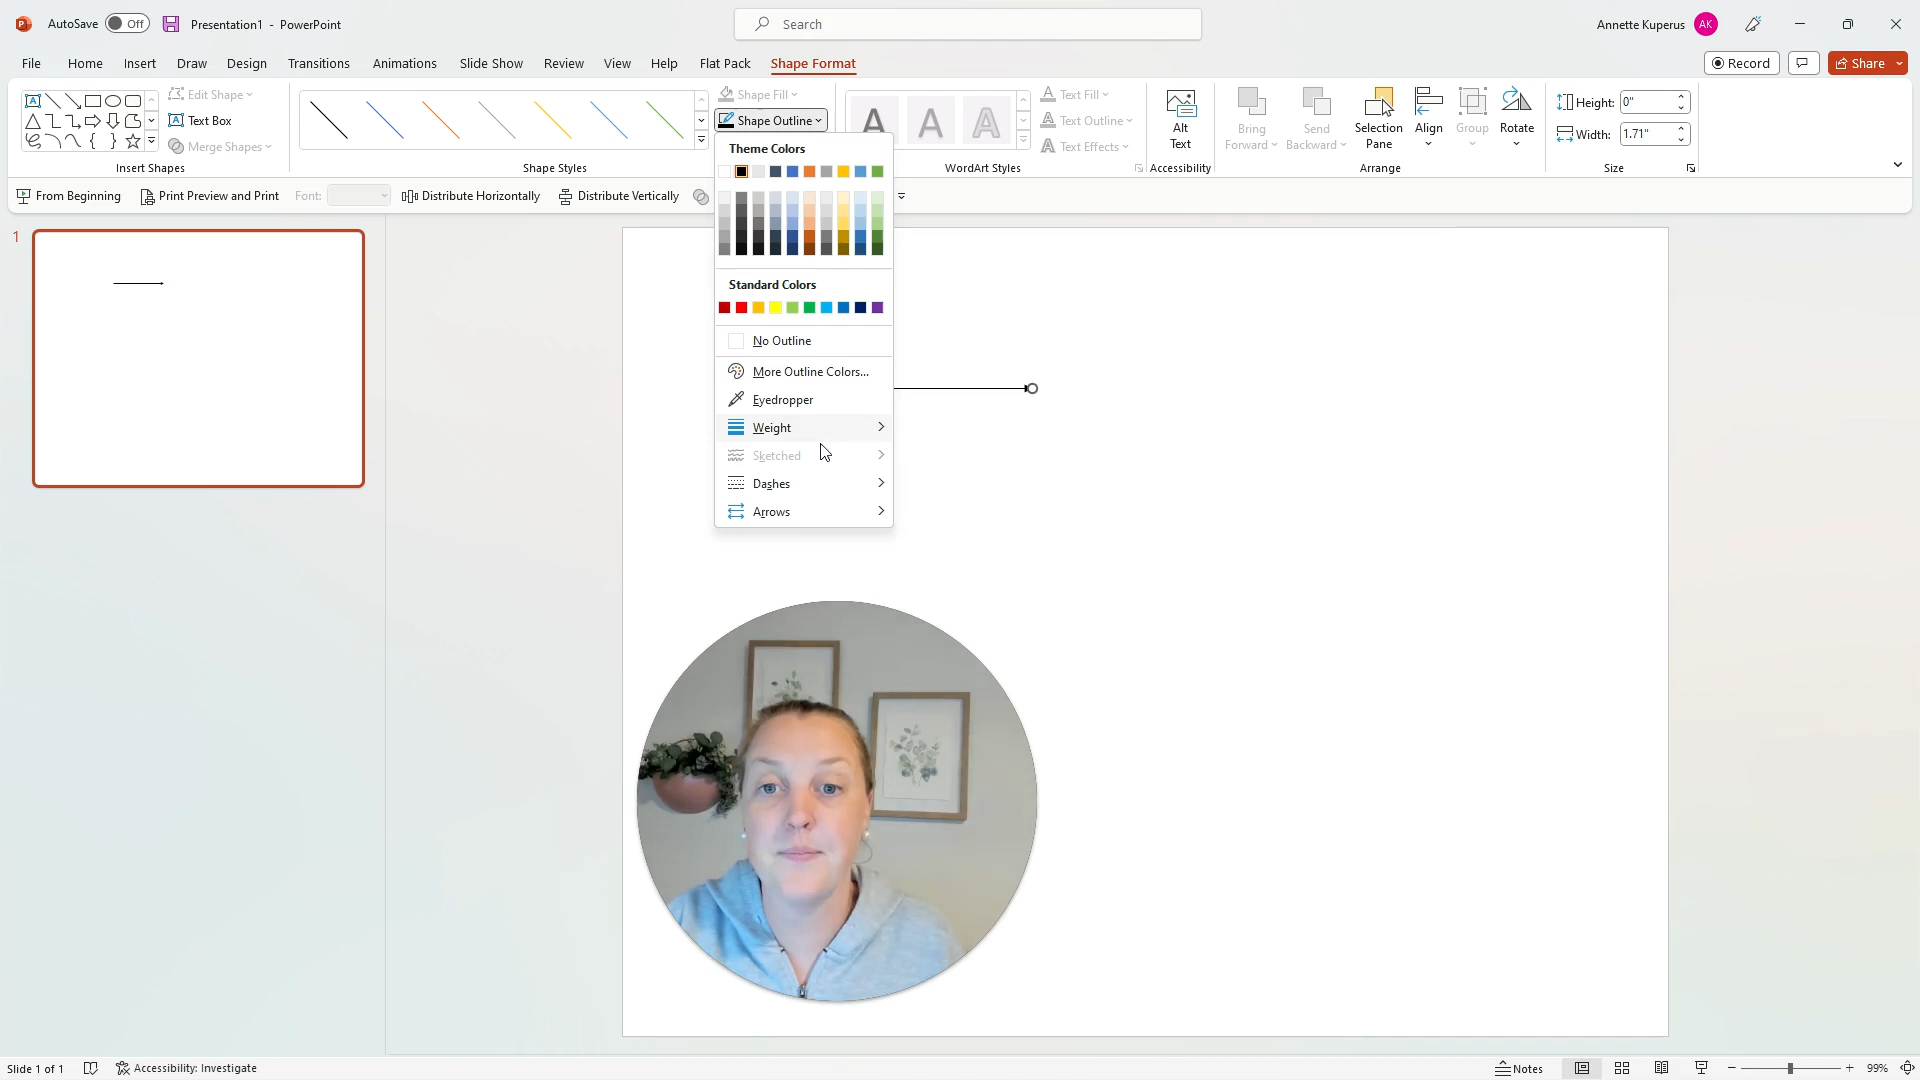 AutoSave Off Presentation1 - PowerPoint Search Annette Kuperus AK
File Home Insert Draw Design Transitions Animations Slide Show Review View Help Flat Pack Shape Format Record Share
Edit Shape Shape Fill Text Fill Height: 0"
Text Box Shape Outline Text Outline
Merge Shapes Text Effects Width: 1.71"
Alt Text Bring Forward Send Backward Selection Pane Align Group Rotate
Insert Shapes Shape Styles WordArt Styles Accessibility Arrange Size
From Beginning Print Preview and Print Font: Distribute Horizontally Distribute Vertically
Theme Colors
Standard Colors
No Outline
More Outline Colors...
Eyedropper
Weight
Sketched
Dashes
Arrows
1
Slide 1 of 1 Accessibility: Investigate Notes 99%